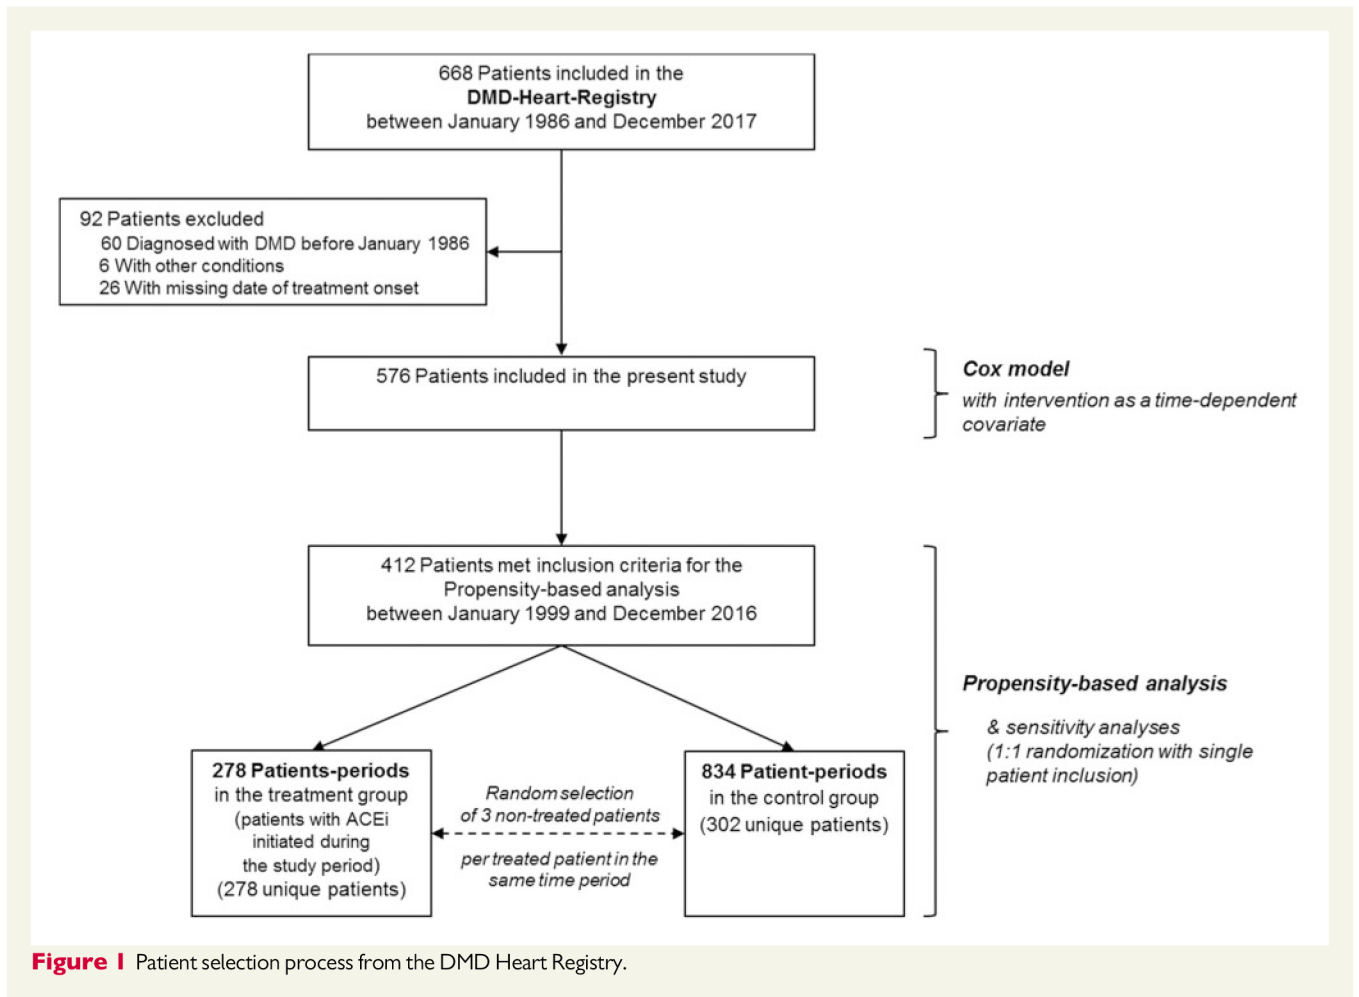 668 Patients included in the
DMD-Heart-Registry
between January 1986 and December 2017
92 Patients excluded
60 Diagnosed with DMD before January 1986
6 With other conditions
26 With missing date of treatment onset
576 Patients included in the present study
Cox model
with intervention as a time-dependent
covariate
412 Patients met inclusion criteria for the
Propensity-based analysis
between January 1999 and December 2016
Propensity-based analysis
& sensitivity analyses
(1:1 randomization with single
patient inclusion)
278 Patients-periods
in the treatment group
(patients with ACEi
initiated during
the study period)
(278 unique patients)
Random selection
of 3 non-treated patients
per treated patient in the
same time period
834 Patient-periods
in the control group
(302 unique patients)
Figure 1 Patient selection process from the DMD Heart Registry.